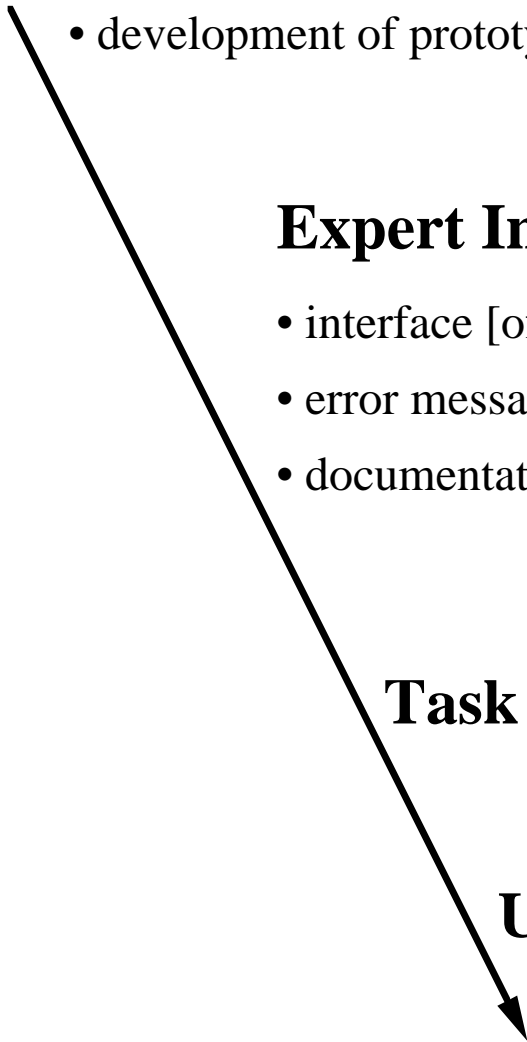 • development of prototy
Expert In
• interface [o
• error messa
• documentat
Task
U